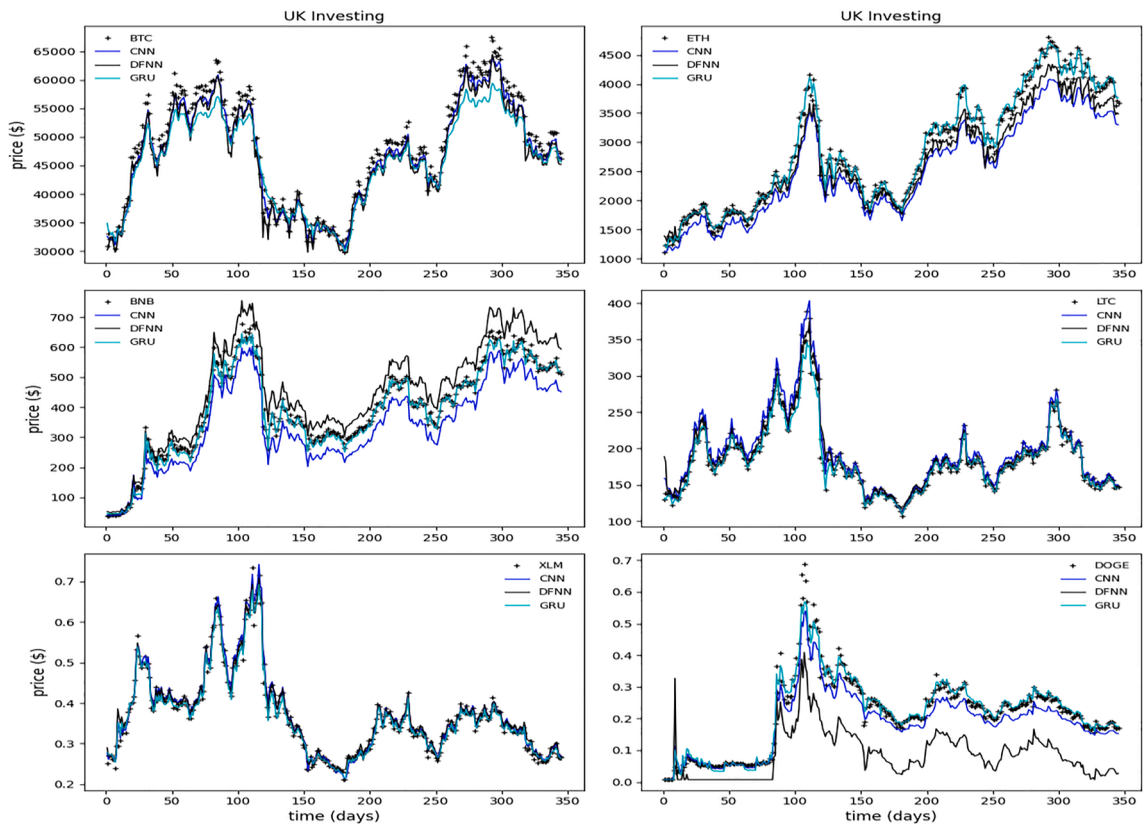 UK Investing
BTC
CNN
DFNN
GRU
price ($)
65000
60000
55000
50000
45000
40000
35000
30000
0 50 100 150 200 250 300 350
UK Investing
ETH
CNN
DFNN
GRU
4500
4000
3500
3000
2500
2000
1500
1000
0 50 100 150 200 250 300 350
BNB
CNN
DFNN
GRU
price ($)
700
600
500
400
300
200
100
0 50 100 150 200 250 300 350
LTC
CNN
DFNN
GRU
400
350
300
250
200
150
100
0 50 100 150 200 250 300 350
XLM
CNN
DFNN
GRU
price ($)
0.7
0.6
0.5
0.4
0.3
0.2
0 50 100 150 200 250 300 350
time (days)
DOGE
CNN
DFNN
GRU
0.7
0.6
0.5
0.4
0.3
0.2
0.1
0.0
0 50 100 150 200 250 300 350
time (days)